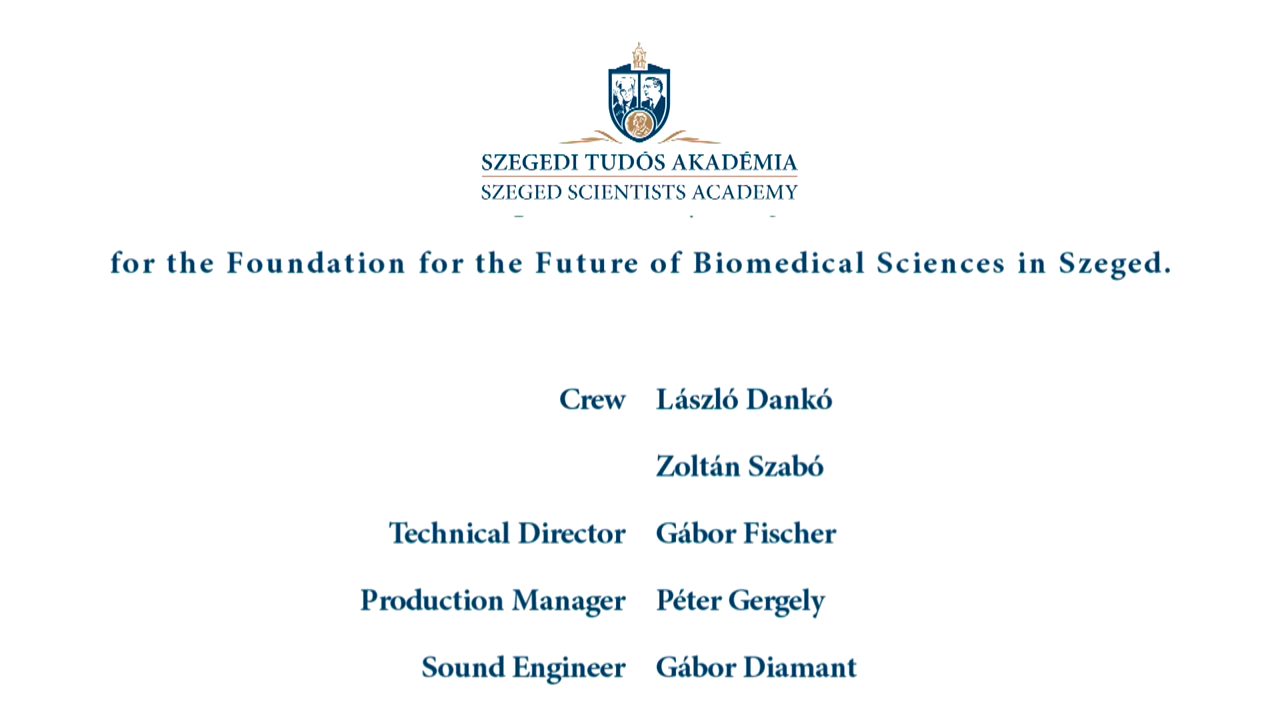 SZEGEDI TUDÓS AKADÉMIA
SZEGED SCIENTISTS ACADEMY
for the Foundation for the Future of Biomedical Sciences in Szeged.
Crew László Dankó
Zoltán Szabó
Technical Director Gábor Fischer
Production Manager Péter Gergely
Sound Engineer Gábor Diamant